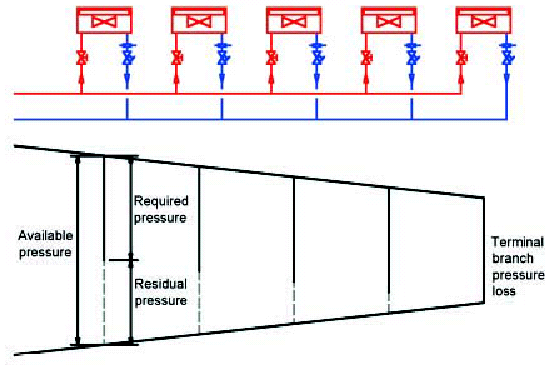 Available
pressure
Required
pressure
Residual
pressure
Terminal
branch
pressure
loss